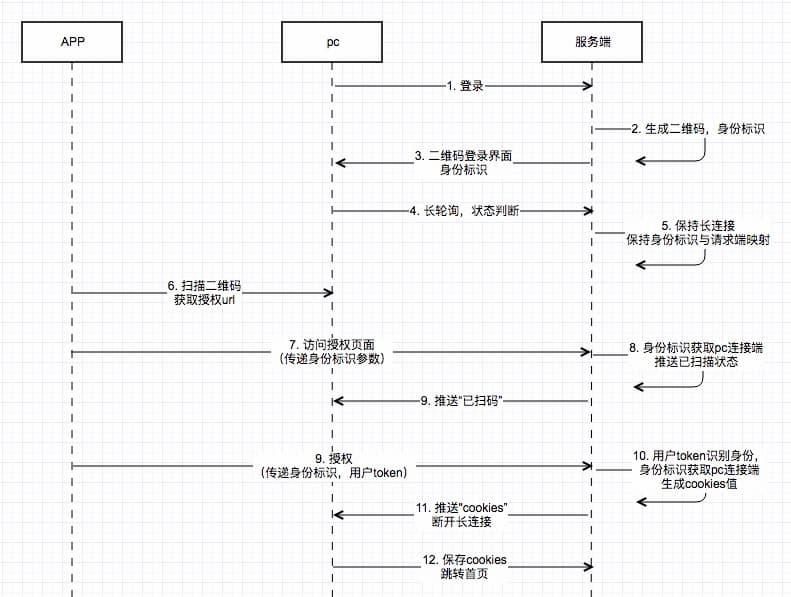 APP
pc
服务端
1. 登录
2. 生成二维码，身份标识
3. 二维码登录界面
身份标识
4. 长轮询，状态判断
5. 保持长连接
保持身份标识与请求端映射
6. 扫描二维码
获取授权url
7. 访问授权页面
（传递身份标识参数）
8. 身份标识获取pc连接端
推送已扫描状态
9. 推送“已扫码”
9. 授权
（传递身份标识，用户token）
10. 用户token识别身份，
身份标识获取pc连接端
生成cookies值
11. 推送“cookies”
断开长连接
12. 保存cookies
跳转首页